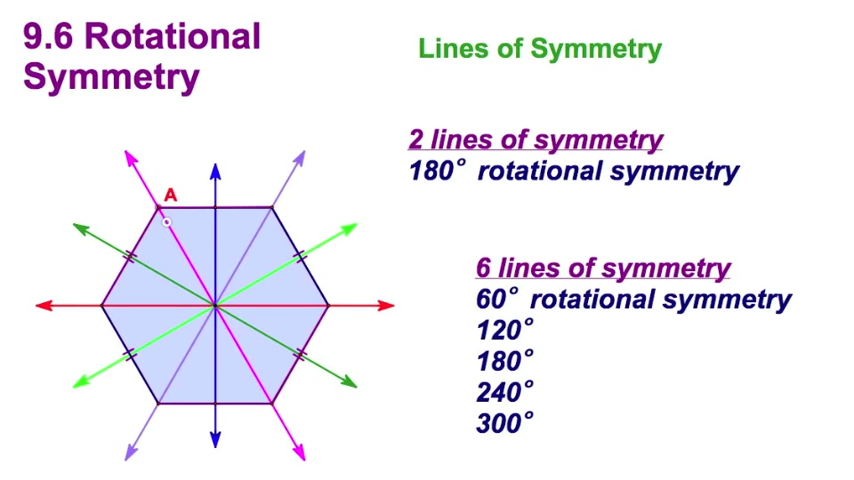 9.6 Rotational
Symmetry
Lines of Symmetry
2 lines of symmetry
180° rotational symmetry
A
6 lines of symmetry
60° rotational symmetry
120°
180°
240°
300°